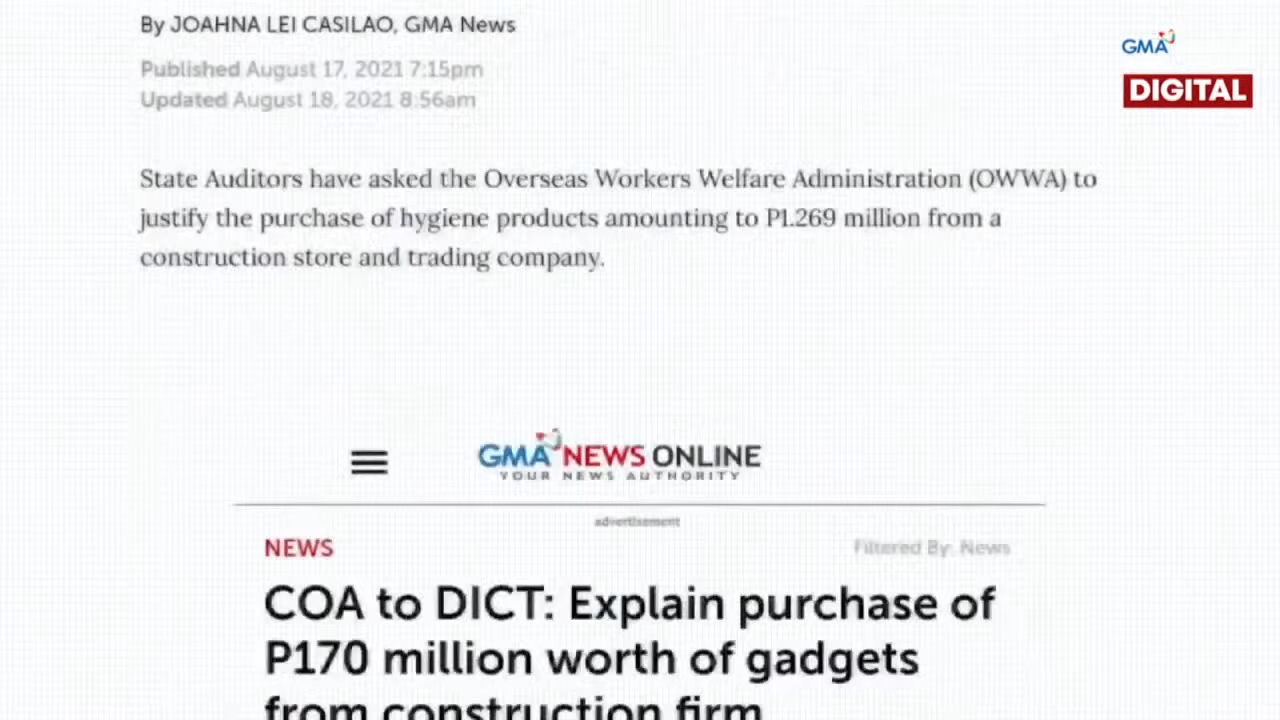 By JOAHNA LEI CASILAO, GMA News
Published August 17, 2021 7:15pm
Updated August 18, 2021 8:56am
GMA
DIGITAL
State Auditors have asked the Overseas Workers Welfare Administration (OWWA) to
justify the purchase of hygiene products amounting to P1.269 million from a
construction store and trading company.
GMA NEWS ONLINE
YOUR NEWS AUTHORITY
advertisement
NEWS
Filtered By: News
COA to DICT: Explain purchase of
P170 million worth of gadgets
from construction firm